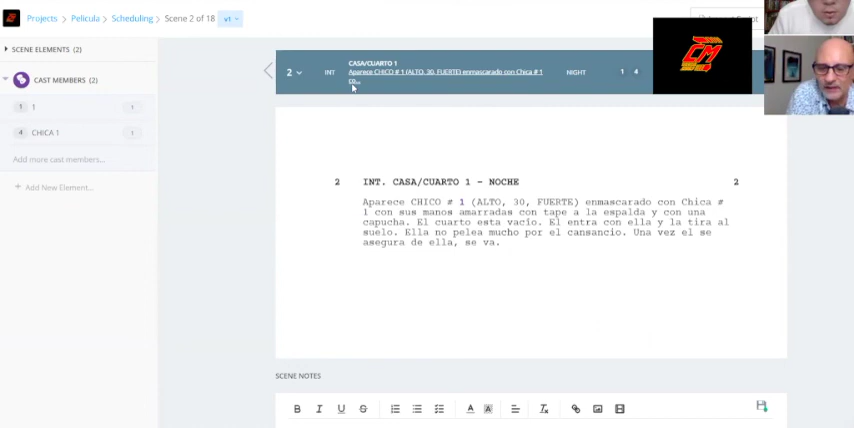 Projects > Pelicula > Scheduling > Scene 2 of 18 v1
SCENE ELEMENTS (2)
CAST MEMBERS (2)
1 1 1
4 CHICA 1 1
Add more cast members...
+ Add New Element...
CASA/CUARTO 1
2 INT Aparece CHICO # 1 (ALTO, 30, FUERTE) enmascarado con Chica # 1 NIGHT 1 4
co...
CM
2 INT. CASA/CUARTO 1 - NOCHE 2
Aparece CHICO # 1 (ALTO, 30, FUERTE) enmascarado con Chica #
1 con sus manos amarradas con tape a la espalda y con una
capucha. El cuarto esta vacío. El entra con ella y la tira al
suelo. Ella no pelea mucho por el cansancio. Una vez el se
asegura de ella, se va.
SCENE NOTES
B I U S A A